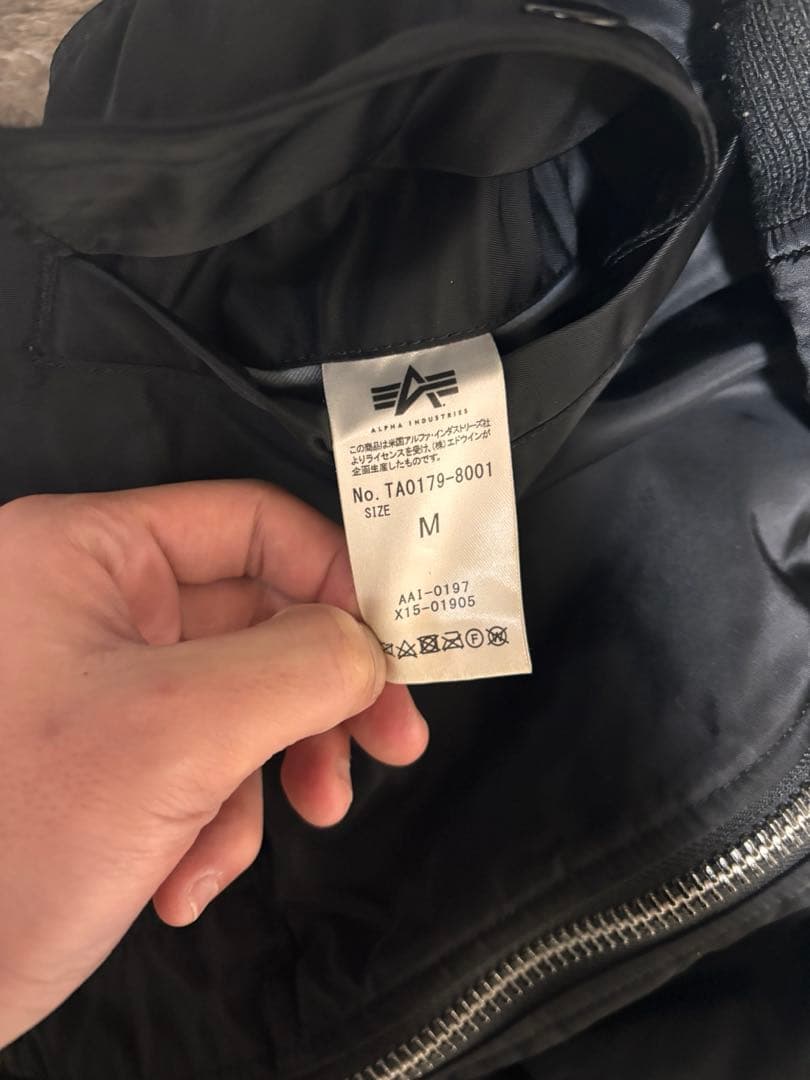 ALPHA INDUSTRIES
この商品は米国アルファ・インダストリーズ社
よりライセンスを受け、(株)エドウインが
企画生産したものです。
No. TA0179-8001
SIZE
M
AAI-0197
X15-01905
F
W